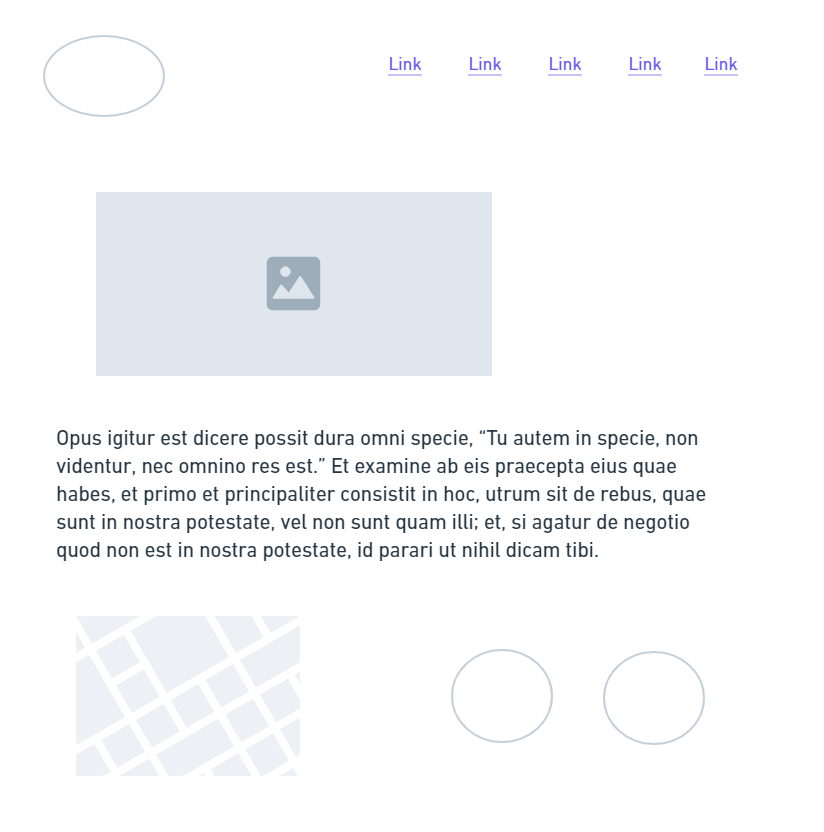 Link Link Link Link Link
Opus igitur est dicere possit dura omni specie, “Tu autem in specie, non
videntur, nec omnino res est.” Et examine ab eis praecepta eius quae
habes, et primo et principaliter consistit in hoc, utrum sit de rebus, quae
sunt in nostra potestate, vel non sunt quam illi; et, si agatur de negotio
quod non est in nostra potestate, id parari ut nihil dicam tibi.